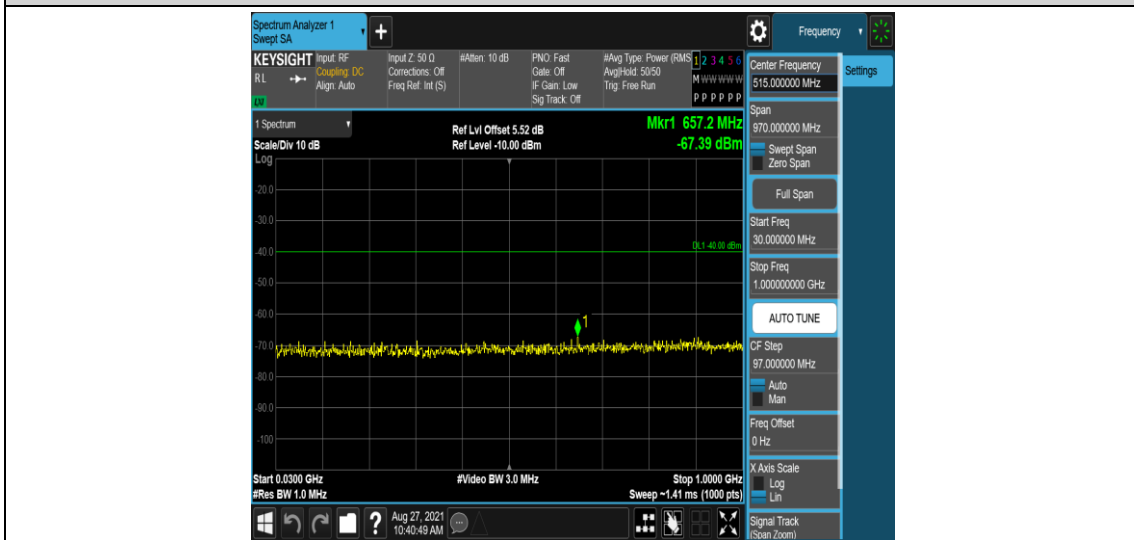 Spectrum Analyzer 1
Swept SA
+
Frequency
KEYSIGHT
RL
LXI
Input: RF
Coupling: DC
Align: Auto
Input Z: 50 Ω
Corrections: Off
Freq Ref: Int (S)
#Atten: 10 dB
PNO: Fast
Gate: Off
IF Gain: Low
Sig Track: Off
#Avg Type: Power (RMS
Avg|Hold: 50/50
Trig: Free Run
1 2 3 4 5 6
M W W W W W
P P P P P P
1 Spectrum
Scale/Div 10 dB
Ref Lvl Offset 5.52 dB
Ref Level -10.00 dBm
Mkr1 657.2 MHz
-67.39 dBm
Log
-20.0
-30.0
-40.0
DL1 -40.00 dBm
-50.0
-60.0
1
-70.0
-80.0
-90.0
-100
Start 0.0300 GHz
#Res BW 1.0 MHz
#Video BW 3.0 MHz
Stop 1.0000 GHz
Sweep ~1.41 ms (1000 pts)
Aug 27, 2021
10:40:49 AM
?
Center Frequency
515.000000 MHz
Settings
Span
970.000000 MHz
Swept Span
Zero Span
Full Span
Start Freq
30.000000 MHz
Stop Freq
1.000000000 GHz
AUTO TUNE
CF Step
97.000000 MHz
Auto
Man
Freq Offset
0 Hz
X Axis Scale
Log
Lin
Signal Track
(Span Zoom)